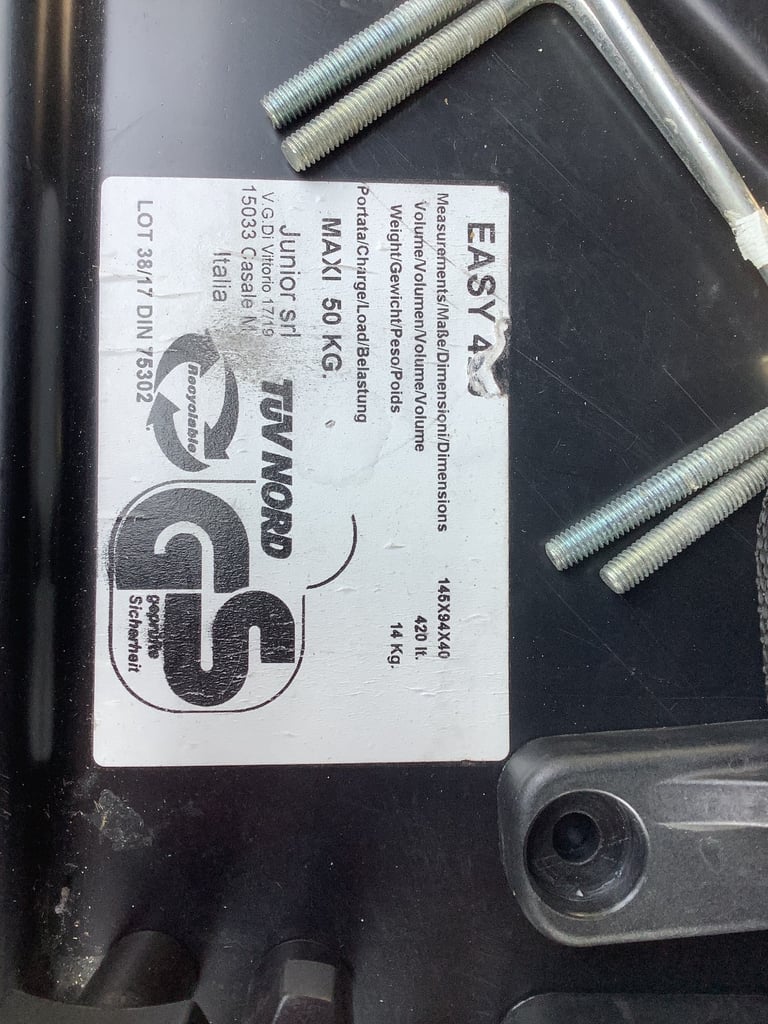 EASY
Measurements/Maße/Dimensioni/Dimensions 145X94X40
Volume/Volumen/Volume/Volume 420 lt.
Weight/Gewicht/Peso/Poids 14 Kg.
Portata/Charge/Load/Belastung
MAXI 50 KG.
Junior srl
V.G.Di Vittorio 17/19
15033 Casale M.
Italia
LOT 38/17 DIN 75302
Recyclable
TÜV NORD
GS
geprüfte
Sicherheit